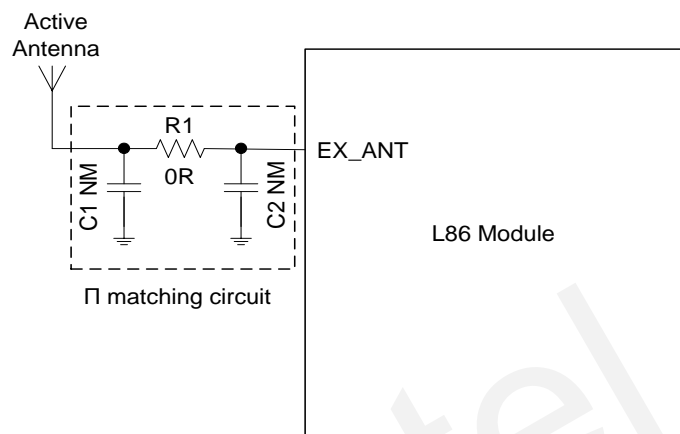 Active
Antenna
R1
0R
C1 NM
C2 NM
EX_ANT
L86 Module
Π matching circuit